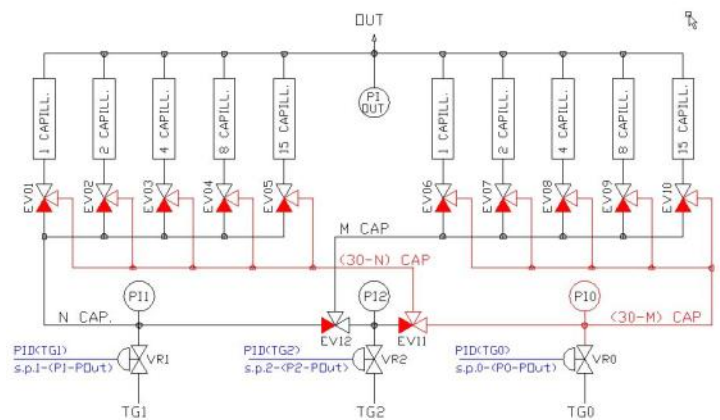 OUT
PI
OUT
1 CAPILL.
2 CAPILL.
4 CAPILL.
8 CAPILL.
15 CAPILL.
1 CAPILL.
2 CAPILL.
4 CAPILL.
8 CAPILL.
15 CAPILL.
EV01
EV02
EV03
EV04
EV05
EV06
EV07
EV08
EV09
EV10
M CAP
(30-N) CAP
PI1
PI2
PI0
N CAP.
(30-M) CAP
EV12
EV11
PID(TG1)
s.p.1-(P1-POut)
VR1
PID(TG2)
s.p.2-(P2-POut)
VR2
PID(TG0)
s.p.0-(P0-POut)
VR0
TG1
TG2
TG0